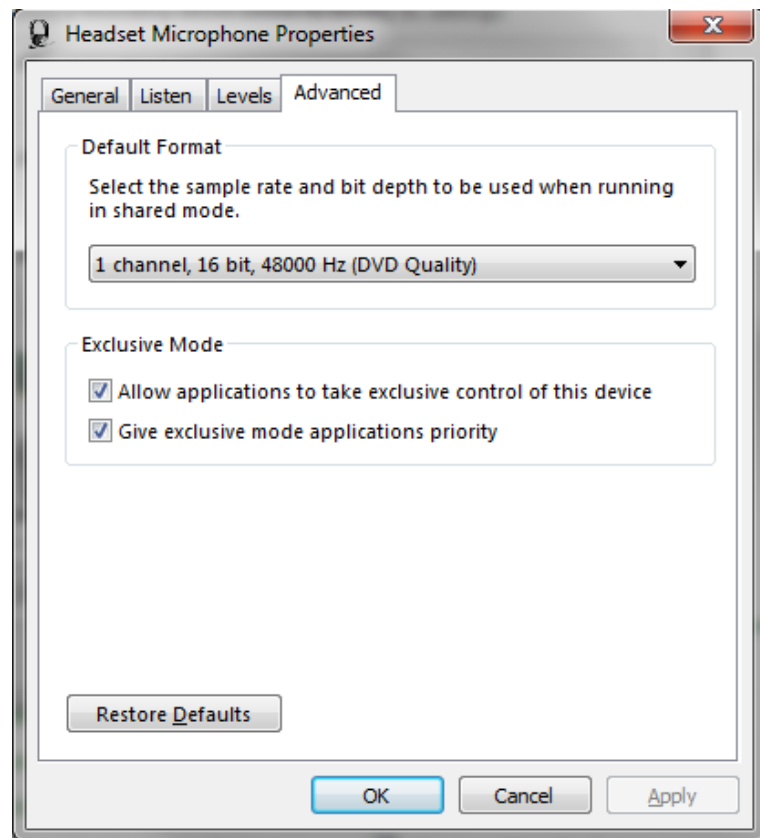 Headset Microphone Properties
General Listen Levels Advanced
Default Format
Select the sample rate and bit depth to be used when running
in shared mode.
1 channel, 16 bit, 48000 Hz (DVD Quality)
Exclusive Mode
Allow applications to take exclusive control of this device
Give exclusive mode applications priority
Restore Defaults
OK Cancel Apply